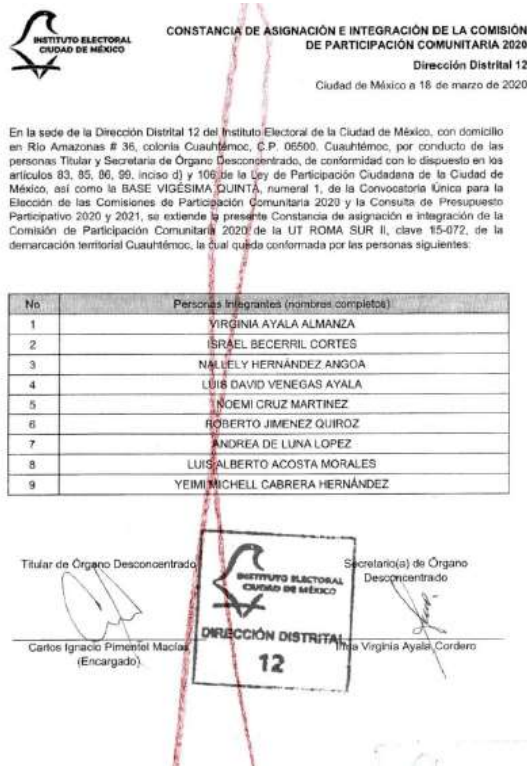 INSTITUTO ELECTORAL
CIUDAD DE MÉXICO
CONSTANCIA DE ASIGNACIÓN E INTEGRACIÓN DE LA COMISIÓN
DE PARTICIPACIÓN COMUNITARIA 2020
Dirección Distrital 12
Ciudad de México a 18 de marzo de 2020
En la sede de la Dirección Distrital 12 del Instituto Electoral de la Ciudad de México, con domicilio
en Río Amazonas # 36, colonia Cuauhtémoc, C.P. 06500. Cuauhtémoc, por conducto de las
personas Titular y Secretaria de Órgano Desconcentrado, de conformidad con lo dispuesto en los
artículos 83, 85, 86, 99, inciso d) y 106 de la Ley de Participación Ciudadana de la Ciudad de
México, así como la BASE VIGÉSIMA QUINTA, numeral 1, de la Convocatoria Única para la
Elección de las Comisiones de Participación Comunitaria 2020 y la Consulta de Presupuesto
Participativo 2020 y 2021, se extiende la presente Constancia de asignación e integración de la
Comisión de Participación Comunitaria 2020 de la UT ROMA SUR II, clave 15-072, de la
demarcación territorial Cuauhtémoc, la cual queda conformada por las personas siguientes:
No Personas Integrantes (nombres completos)
1 VIRGINIA AYALA ALMANZA
2 ISRAEL BECERRIL CORTES
3 NALLELY HERNÁNDEZ ANGOA
4 LUIS DAVID VENEGAS AYALA
5 NOEMI CRUZ MARTINEZ
6 ROBERTO JIMENEZ QUIROZ
7 ANDREA DE LUNA LOPEZ
8 LUIS ALBERTO ACOSTA MORALES
9 YEIMI MICHELL CABRERA HERNÁNDEZ
Titular de Órgano Desconcentrado
Carlos Ignacio Pimentel Macías
(Encargado)
INSTITUTO ELECTORAL
CIUDAD DE MÉXICO
DIRECCIÓN DISTRITAL
12
Secretario(a) de Órgano
Desconcentrado
Virginia Ayala Cordero